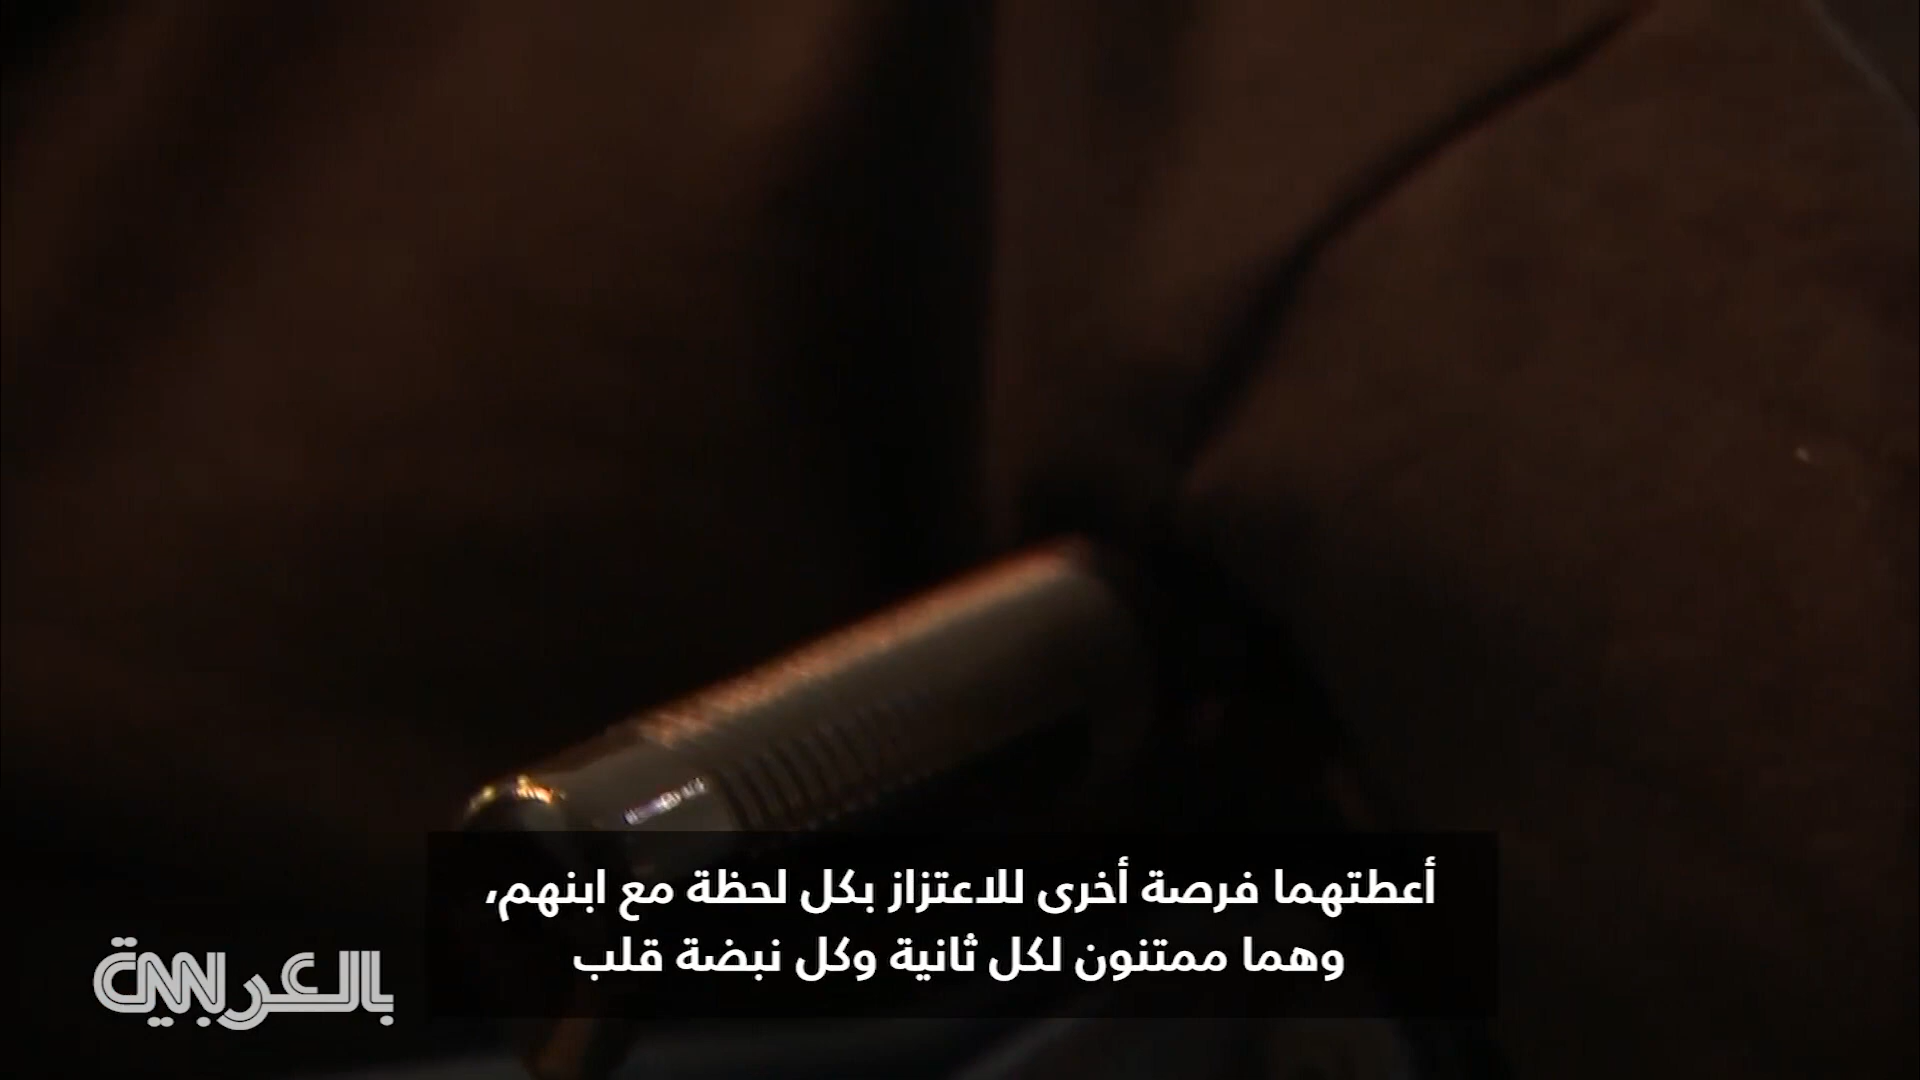 أعطتهما فرصة أخرى للاعتزاز بكل لحظة مع ابنهم،
وهما ممتنون لكل ثانية وكل نبضة قلب
CNN بالعربية